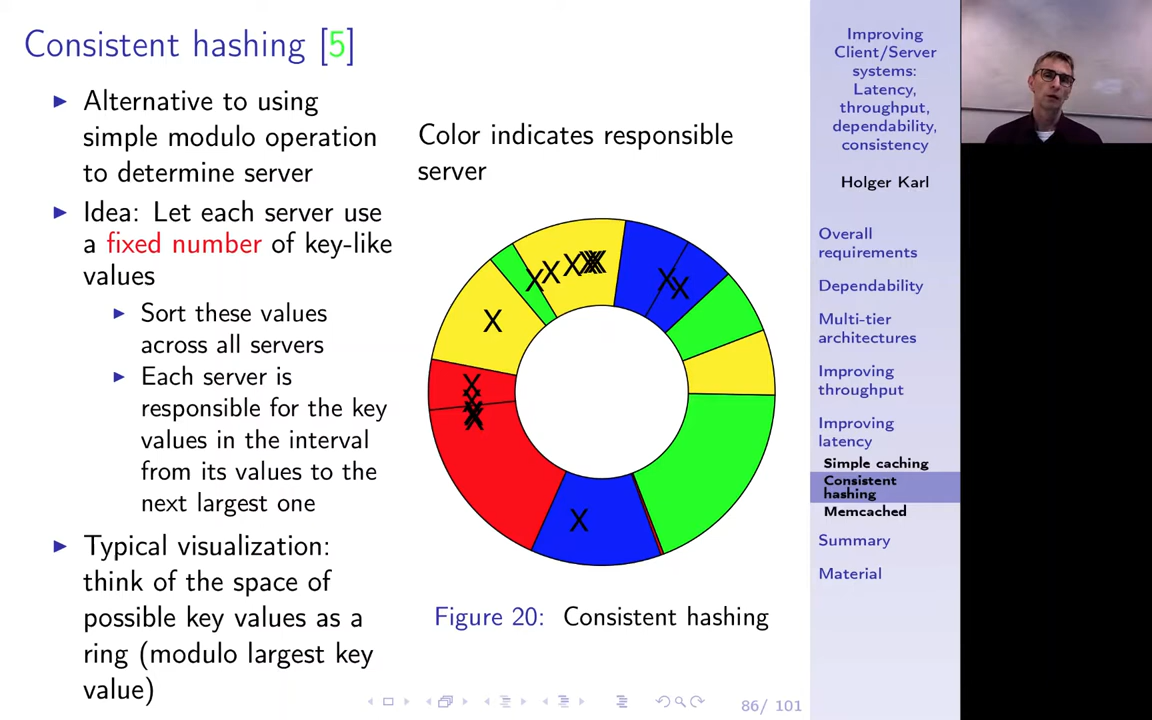 Consistent hashing [5]
▶ Alternative to using
simple modulo operation
to determine server
▶ Idea: Let each server use
a fixed number of key-like
values
▶ Sort these values
across all servers
▶ Each server is
responsible for the key
values in the interval
from its values to the
next largest one
▶ Typical visualization:
think of the space of
possible key values as a
ring (modulo largest key
value)
Color indicates responsible
server
X X X X X X X
X X
X
X
X
X
X
X
Figure 20: Consistent hashing
86/ 101
Improving
Client/Server
systems:
Latency,
throughput,
dependability,
consistency
Holger Karl
Overall
requirements
Dependability
Multi-tier
architectures
Improving
throughput
Improving
latency
Simple caching
Consistent
hashing
Memcached
Summary
Material